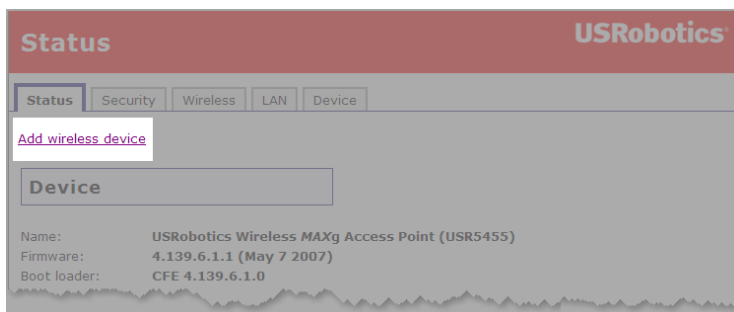 Status
USRobotics
Status Security Wireless LAN Device
Add wireless device
Device
Name: USRobotics Wireless MAXg Access Point (USR5455)
Firmware: 4.139.6.1.1 (May 7 2007)
Boot loader: CFE 4.139.6.1.0